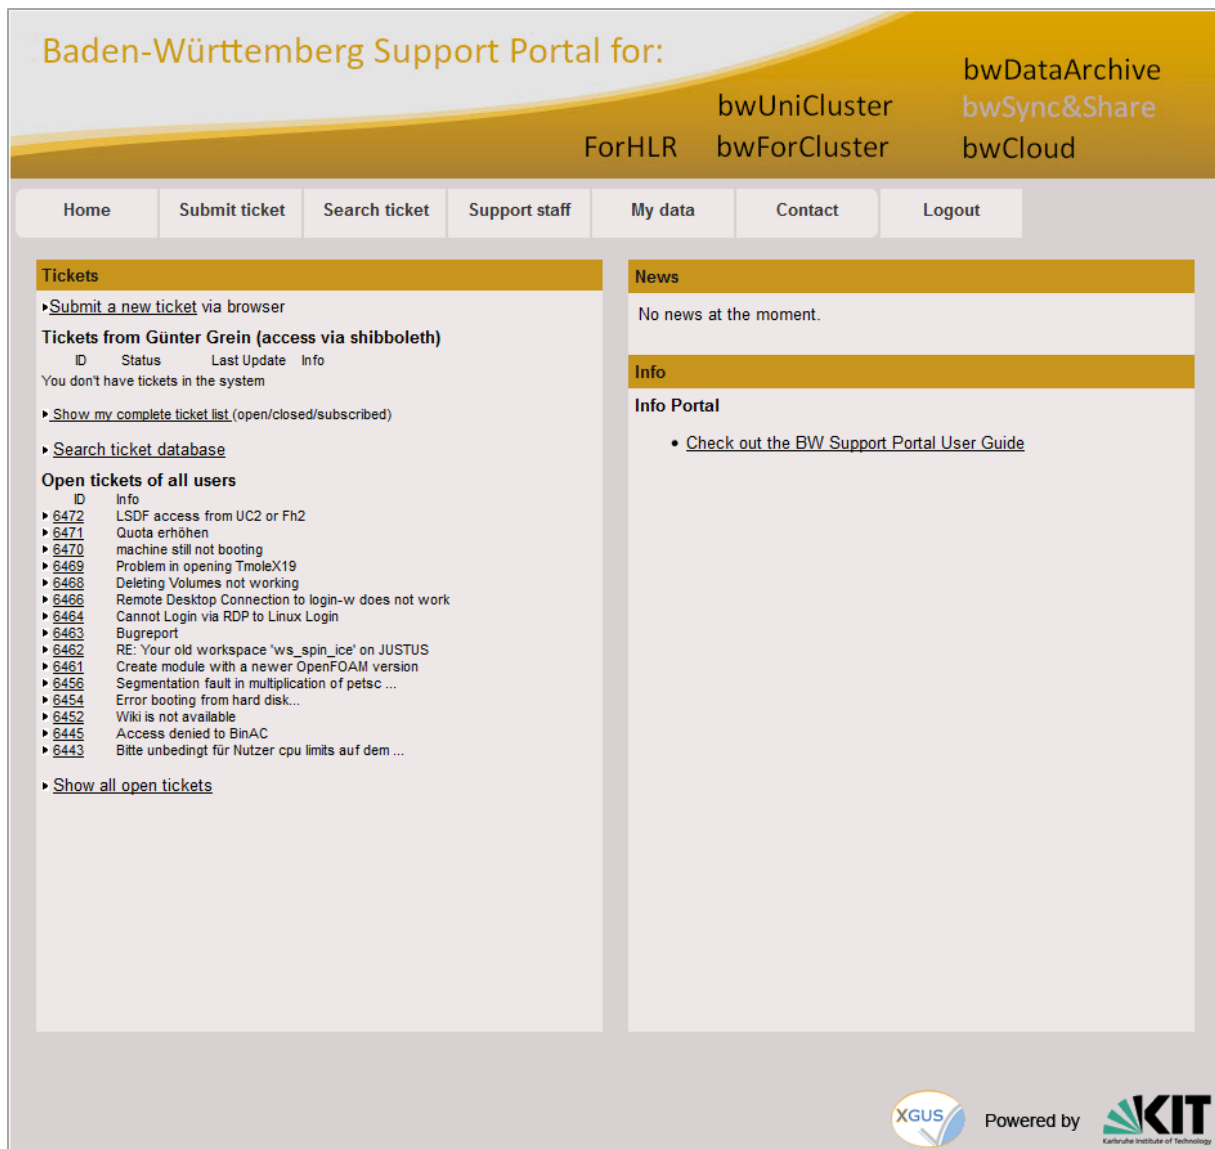 Baden-Württemberg Support Portal for:
bwDataArchive
bwUniCluster bwSync&Share
ForHLR bwForCluster bwCloud
Home Submit ticket Search ticket Support staff My data Contact Logout
Tickets
Submit a new ticket via browser
Tickets from Günter Grein (access via shibboleth)
ID Status Last Update Info
You don't have tickets in the system
Show my complete ticket list (open/closed/subscribed)
Search ticket database
Open tickets of all users
ID Info
6472 LSDF access from UC2 or Fh2
6471 Quota erhöhen
6470 machine still not booting
6469 Problem in opening TmoleX19
6468 Deleting Volumes not working
6466 Remote Desktop Connection to login-w does not work
6464 Cannot Login via RDP to Linux Login
6463 Bugreport
6462 RE: Your old workspace 'ws_spin_ice' on JUSTUS
6461 Create module with a newer OpenFOAM version
6456 Segmentation fault in multiplication of petsc ...
6454 Error booting from hard disk...
6452 Wiki is not available
6445 Access denied to BinAC
6443 Bitte unbedingt für Nutzer cpu limits auf dem ...
Show all open tickets
News
No news at the moment.
Info
Info Portal
• Check out the BW Support Portal User Guide
XGUS Powered by KIT
Karlsruhe Institute of Technology